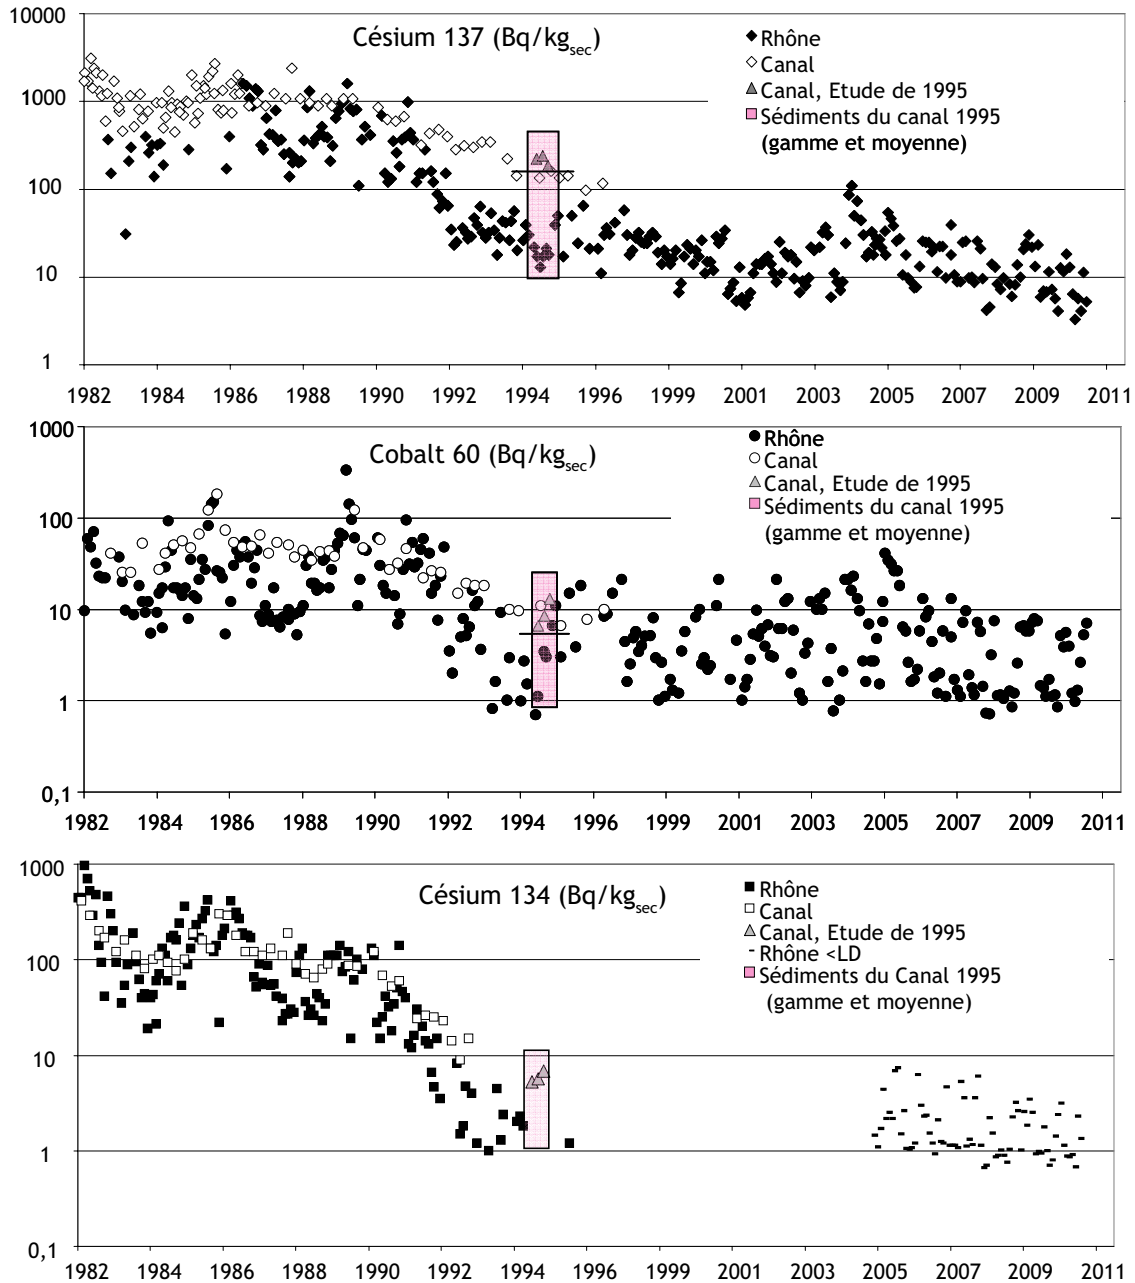 10000
Césium 137 (Bq/kgsec)
Rhône
Canal
Canal, Etude de 1995
Sédiments du canal 1995
(gamme et moyenne)
1000
100
10
1
1982 1984 1986 1988 1990 1992 1994 1996 1999 2001 2003 2005 2007 2009 2011
1000
Cobalt 60 (Bq/kgsec)
Rhône
Canal
Canal, Etude de 1995
Sédiments du canal 1995
(gamme et moyenne)
100
10
1
0,1
1982 1984 1986 1988 1990 1992 1994 1996 1999 2001 2003 2005 2007 2009 2011
1000
Césium 134 (Bq/kgsec)
Rhône
Canal
Canal, Etude de 1995
Rhône <LD
Sédiments du Canal 1995
(gamme et moyenne)
100
10
1
0,1
1982 1984 1986 1988 1990 1992 1994 1996 1999 2001 2003 2005 2007 2009 2011